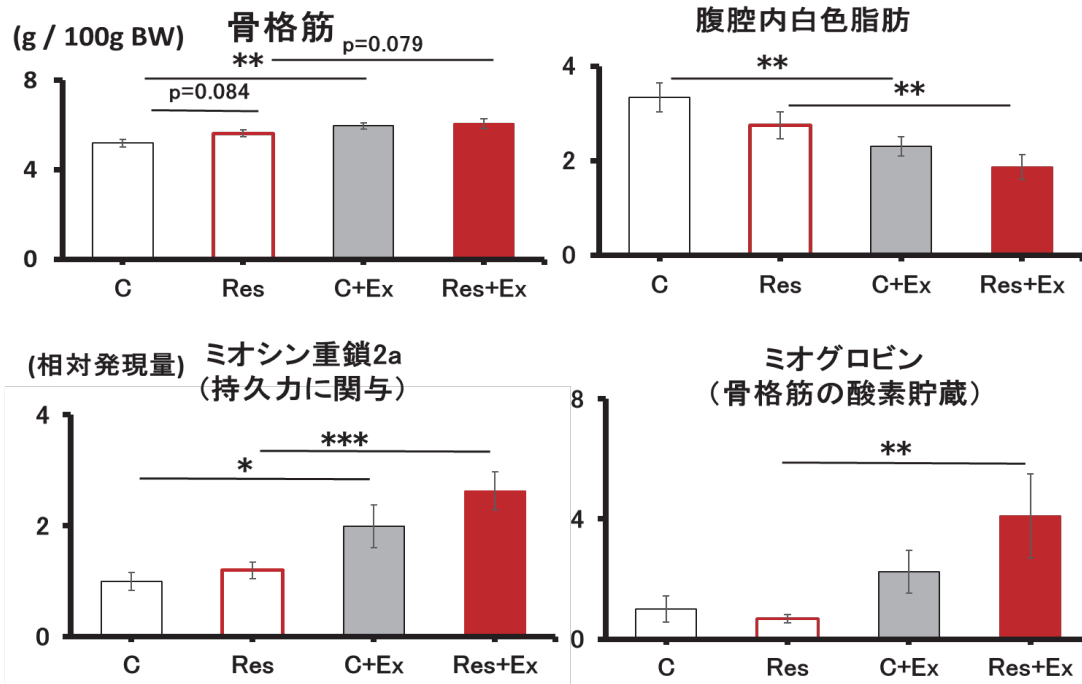 (g / 100g BW)
骨格筋
p=0.079
**
p=0.084
8
4
0
C Res C+Ex Res+Ex
腹腔内白色脂肪
**
**
4
2
0
C Res C+Ex Res+Ex
(相対発現量)
ミオシン重鎖2a
（持久力に関与）
***
*
4
2
0
C Res C+Ex Res+Ex
ミオグロビン
（骨格筋の酸素貯蔵）
**
8
4
0
C Res C+Ex Res+Ex